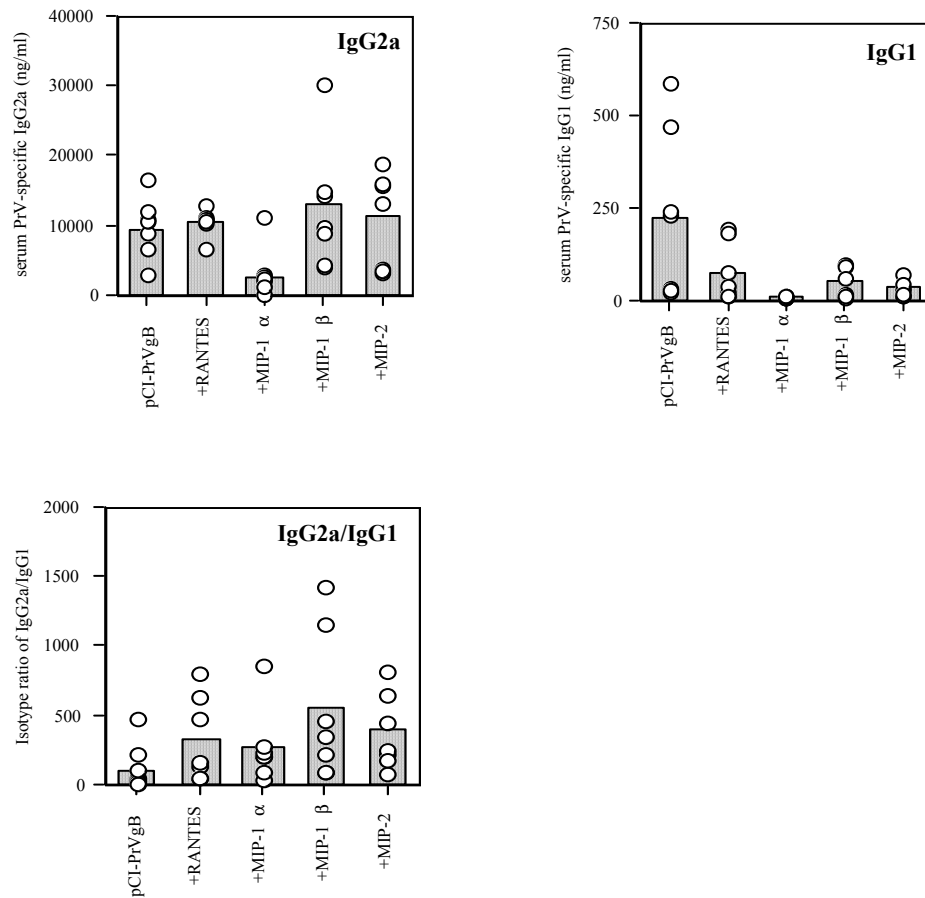 IgG2a
serum PrV-specific IgG2a (ng/ml)
40000
30000
20000
10000
0
pCI-PrVgB
+RANTES
+MIP-1 α
+MIP-1 β
+MIP-2
IgG1
serum PrV-specific IgG1 (ng/ml)
750
500
250
0
pCI-PrVgB
+RANTES
+MIP-1 α
+MIP-1 β
+MIP-2
IgG2a/IgG1
Isotype ratio of IgG2a/IgG1
2000
1500
1000
500
0
pCI-PrVgB
+RANTES
+MIP-1 α
+MIP-1 β
+MIP-2